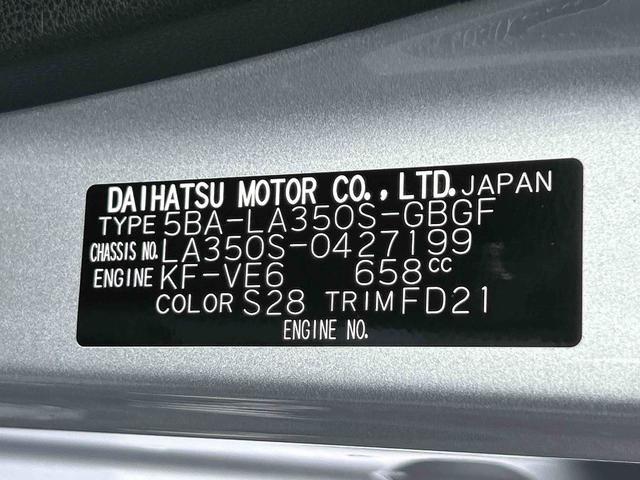 DAIHATSU MOTOR CO., LTD. JAPAN
TYPE 5BA-LA350S-GBGF
CHASSIS NO. LA350S-0427199
ENGINE KF-VE6 658cc
COLOR S28 TRIM FD21
ENGINE NO.